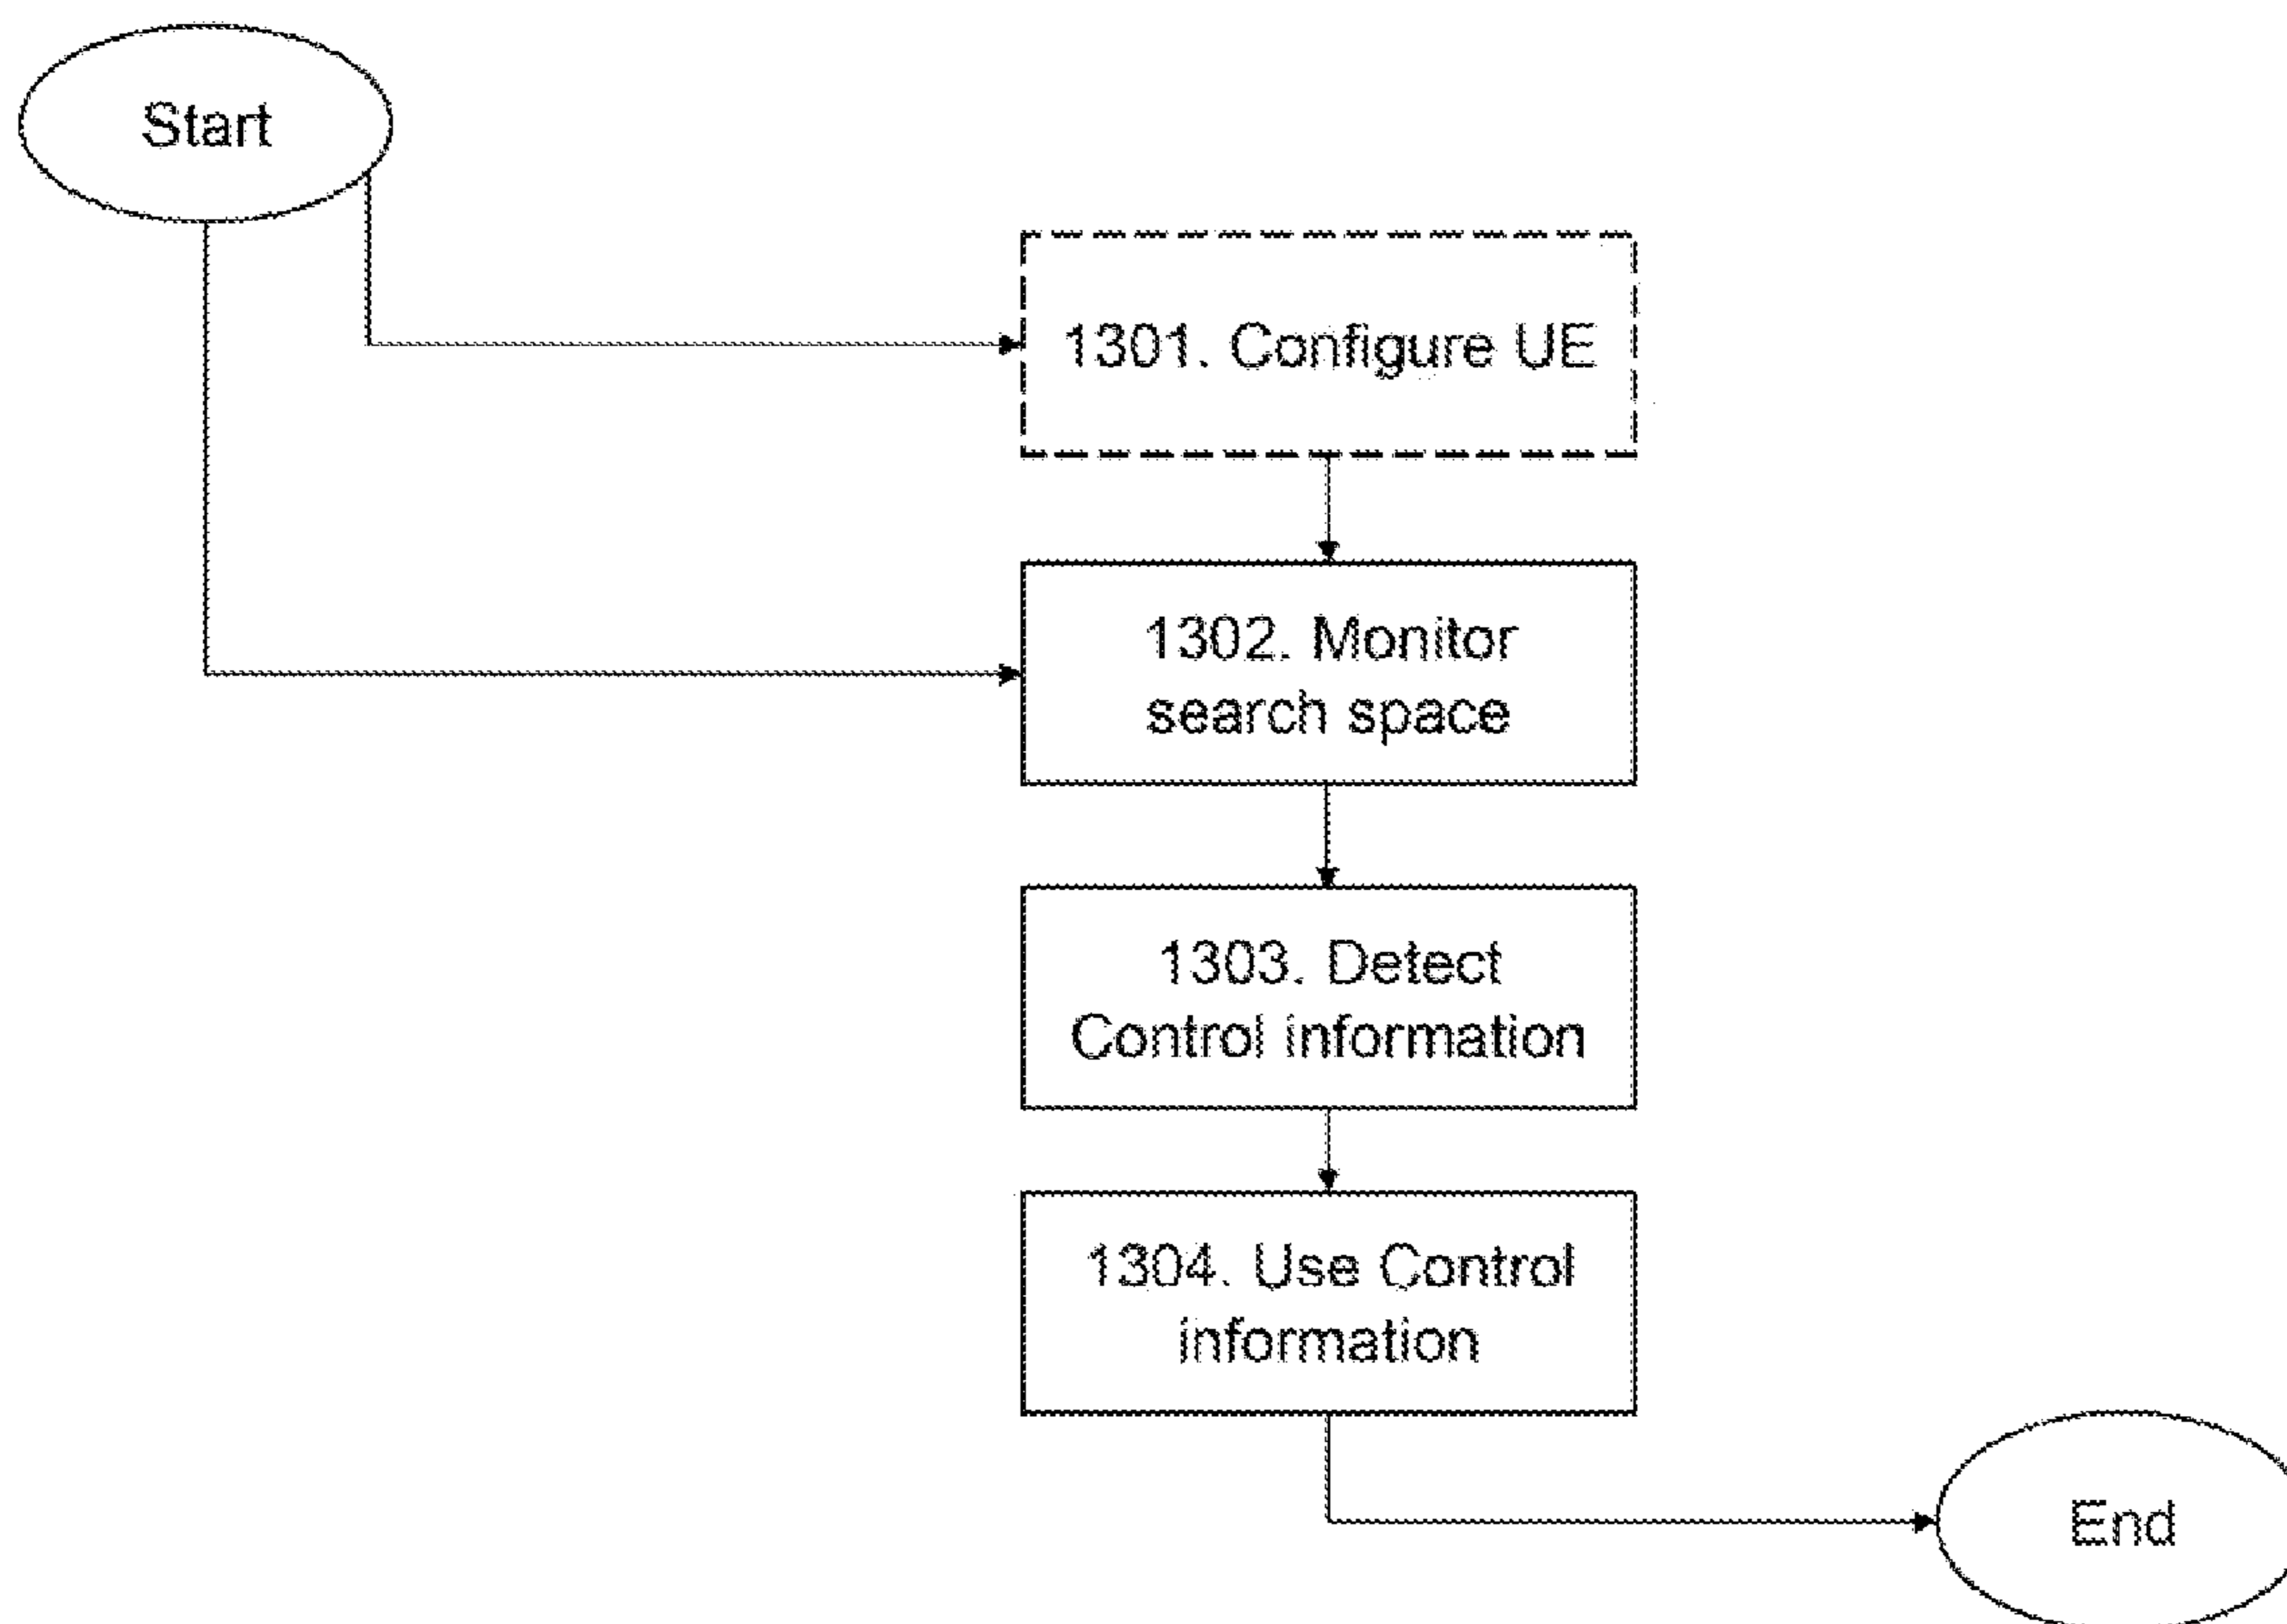 Start
1301. Configure UE
1302. Monitor
search space
1303. Detect
Control information
1304. Use Control
information
End